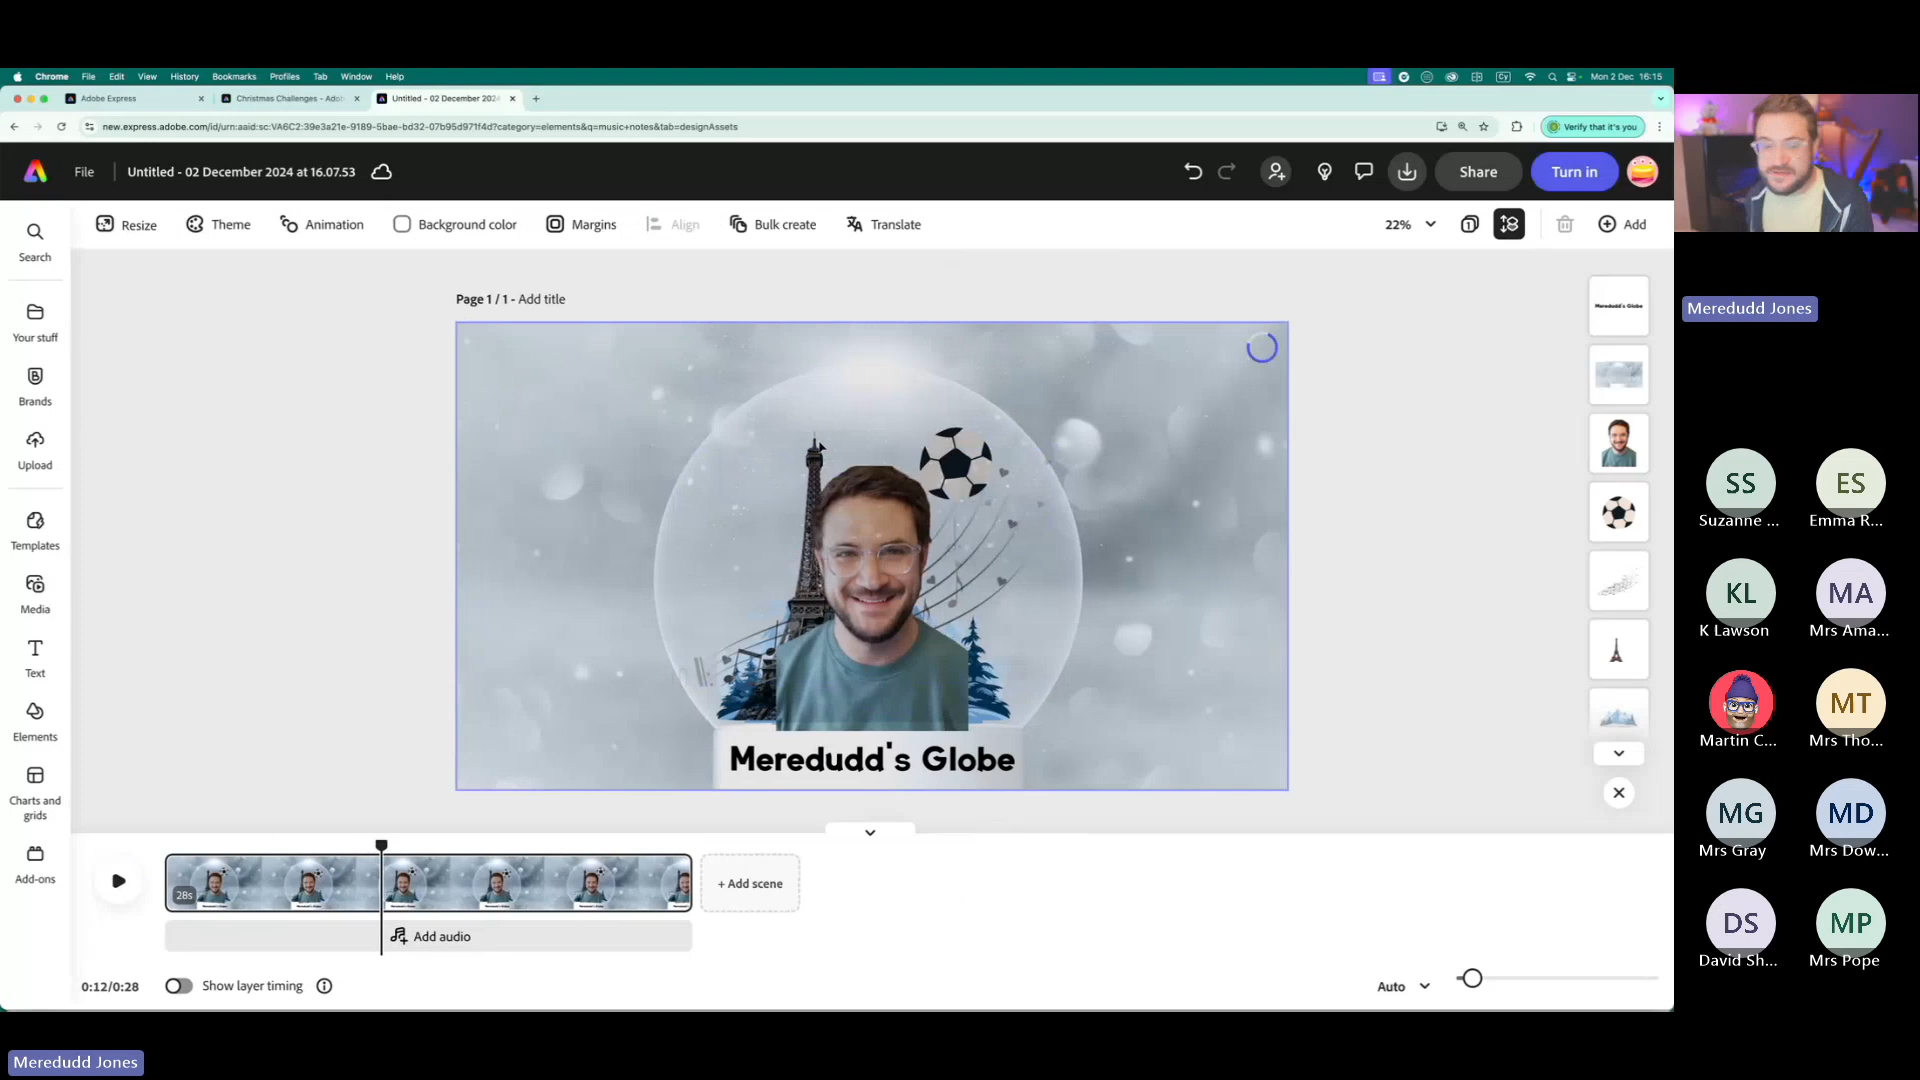 Chrome File Edit View History Bookmarks Profiles Tab Window Help
Cy
Mon 2 Dec 16:15
Adobe Express
Christmas Challenges - Ado
Untitled - 02 December 2024
new.express.adobe.com/id/urn:aaid:sc:VA6C2:39e3a21e-9189-5bae-bd32-07b95d971f4d?category=elements&q=music+notes&tab=designAssets
Verify that it's you
File
Untitled - 02 December 2024 at 16.07.53
Share
Turn in
Resize
Theme
Animation
Background color
Margins
Align
Bulk create
Translate
22%
1
Add
Search
Your stuff
Brands
Upload
Templates
Media
Text
Elements
Charts and
grids
Add-ons
Page 1 / 1 - Add title
Meredudd's Globe
Meredudd's Globe
28s
+ Add scene
Add audio
0:12/0:28
Show layer timing
Auto
Meredudd Jones
SS
Suzanne ...
ES
Emma R...
KL
K Lawson
MA
Mrs Ama...
Martin C...
MT
Mrs Tho...
MG
Mrs Gray
MD
Mrs Dow...
DS
David Sh...
MP
Mrs Pope
Meredudd Jones